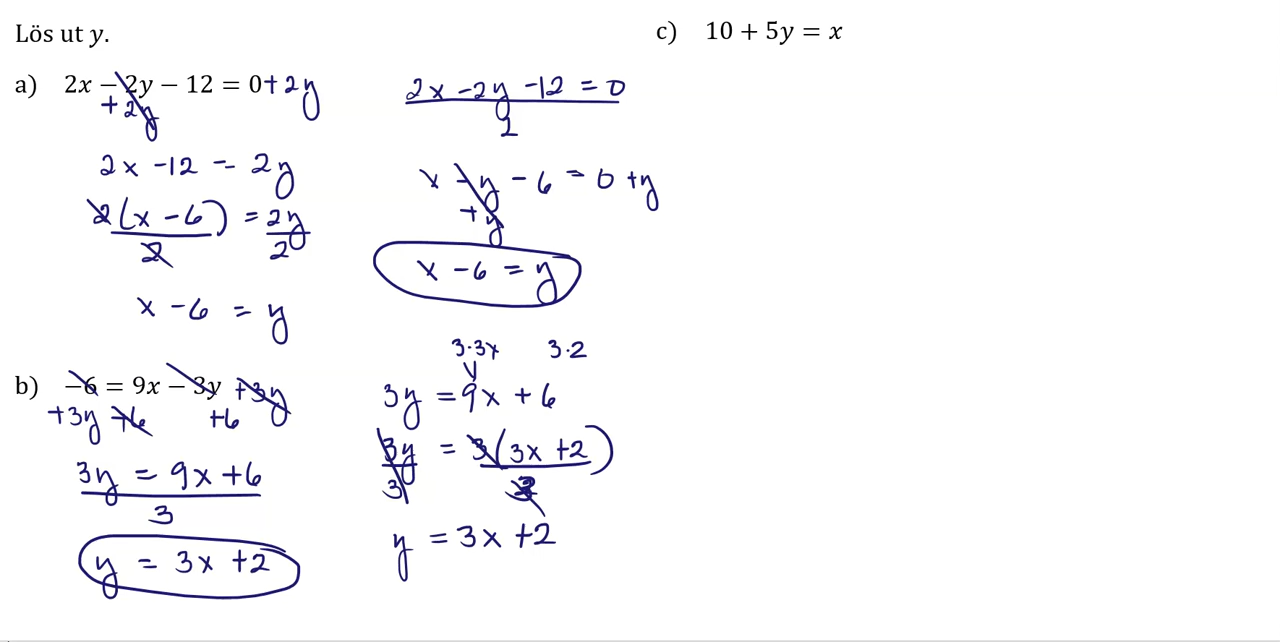 Lös ut y.
a) 2x − 2y − 12 = 0 + 2y
+ 2y
2x − 12 = 2y
2(x − 6) = 2y
2 2
x − 6 = y
2x − 2y − 12 = 0
2
x − y − 6 = 0 + y
+ y
x − 6 = y
b) −6 = 9x − 3y + 3y
+3y +6 +6
3y = 9x + 6
3
y = 3x + 2
3·3x 3·2
3y = 9x + 6
3y = 3(3x + 2)
3 3
y = 3x + 2
c) 10 + 5y = x